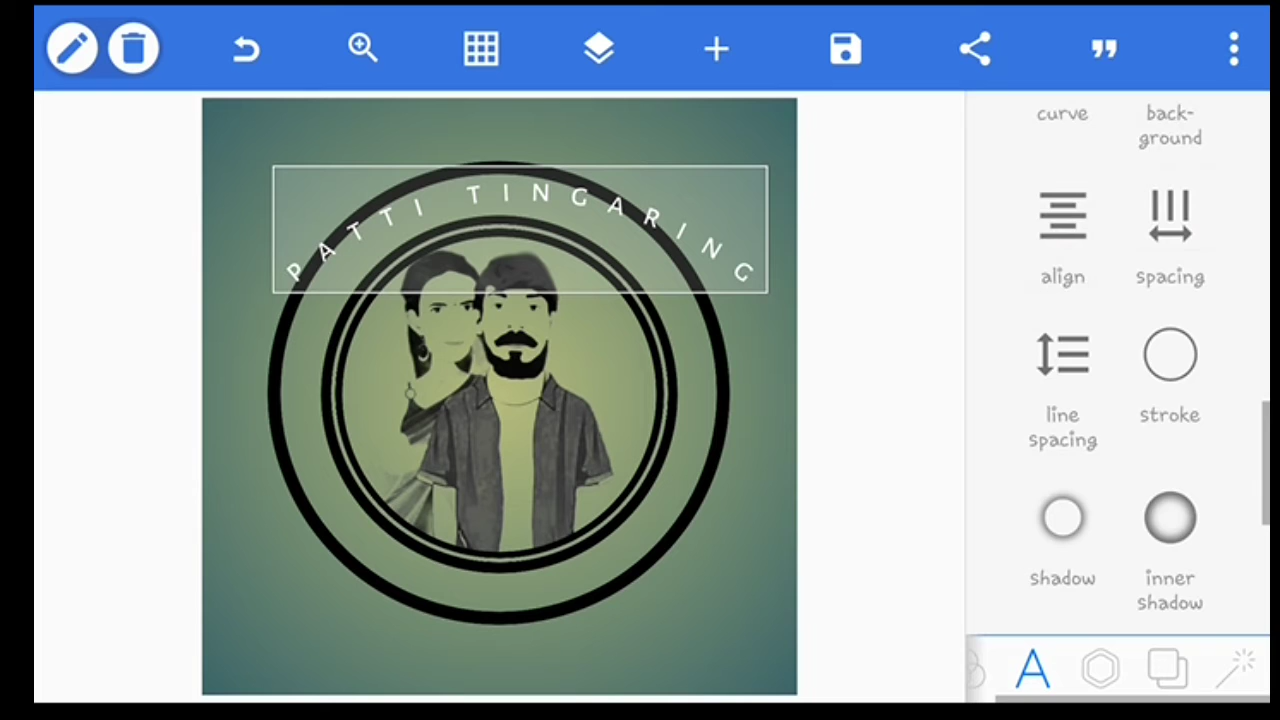 curve
back-
ground
PATTI TINGARING
align
spacing
line
spacing
stroke
shadow
inner
shadow